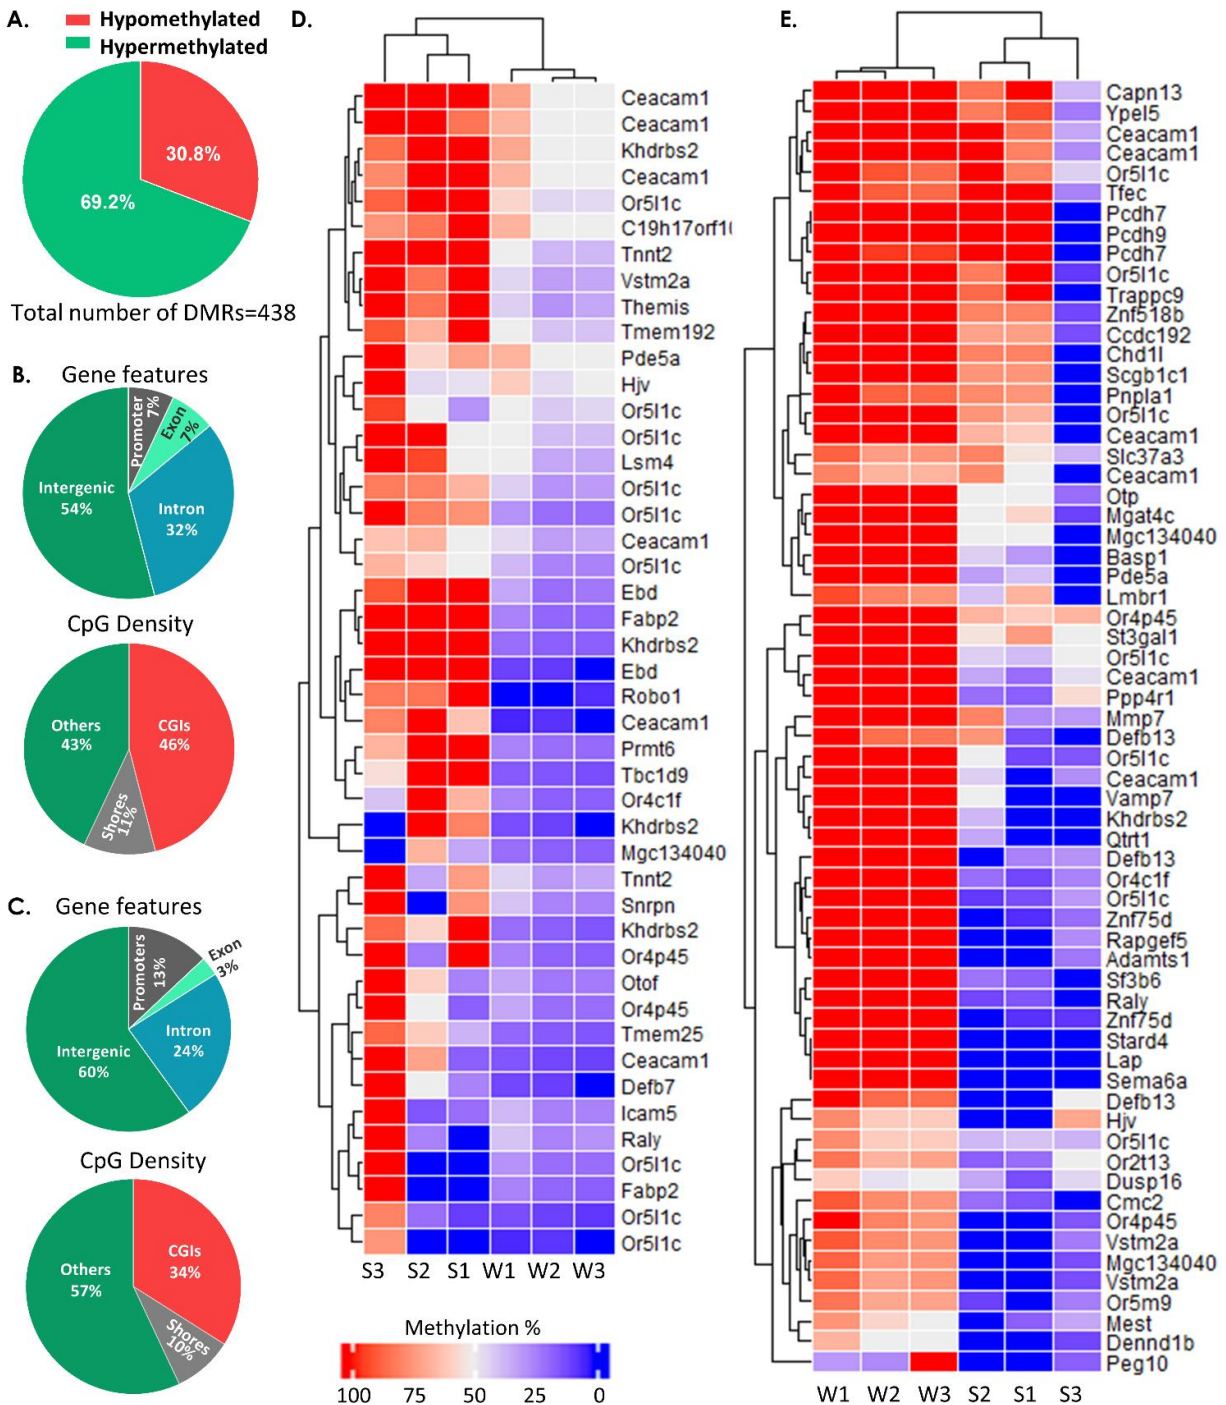 A.
Hypomethylated
Hypermethylated
30.8%
69.2%
Total number of DMRs=438
B.
Gene features
Promoter
7%
Exon
7%
Intergenic
54%
Intron
32%
CpG Density
Others
43%
CGIs
46%
Shores
11%
C.
Gene features
Promoters
13%
Exon
3%
Intron
24%
Intergenic
60%
CpG Density
CGIs
34%
Others
57%
Shores
10%
D.
Ceacam1
Ceacam1
Khdrbs2
Ceacam1
Or5l1c
C19h17orf1
Tnnt2
Vstm2a
Themis
Tmem192
Pde5a
Hjv
Or5l1c
Or5l1c
Lsm4
Or5l1c
Or5l1c
Ceacam1
Or5l1c
Ebd
Fabp2
Khdrbs2
Ebd
Robo1
Ceacam1
Prmt6
Tbc1d9
Or4c1f
Khdrbs2
Mgc134040
Tnnt2
Snrpn
Khdrbs2
Or4p45
Otof
Or4p45
Tmem25
Ceacam1
Defb7
Icam5
Raly
Or5l1c
Fabp2
Or5l1c
Or5l1c
S3 S2 S1 W1 W2 W3
Methylation %
100 75 50 25 0
E.
Capn13
Ypel5
Ceacam1
Ceacam1
Or5l1c
Tfec
Pcdh7
Pcdh9
Pcdh7
Or5l1c
Trappc9
Znf518b
Ccdc192
Chd1l
Scgb1c1
Pnpla1
Or5l1c
Ceacam1
Slc37a3
Ceacam1
Otp
Mgat4c
Mgc134040
Basp1
Pde5a
Lmbr1
Or4p45
St3gal1
Or5l1c
Ceacam1
Ppp4r1
Mmp7
Defb13
Or5l1c
Ceacam1
Vamp7
Khdrbs2
Qtrt1
Defb13
Or4c1f
Or5l1c
Znf75d
Rapgef5
Adamts1
Sf3b6
Raly
Znf75d
Stard4
Lap
Sema6a
Defb13
Hjv
Or5l1c
Or2t13
Dusp16
Cmc2
Or4p45
Vstm2a
Mgc134040
Vstm2a
Or5m9
Mest
Dennd1b
Peg10
W1 W2 W3 S2 S1 S3